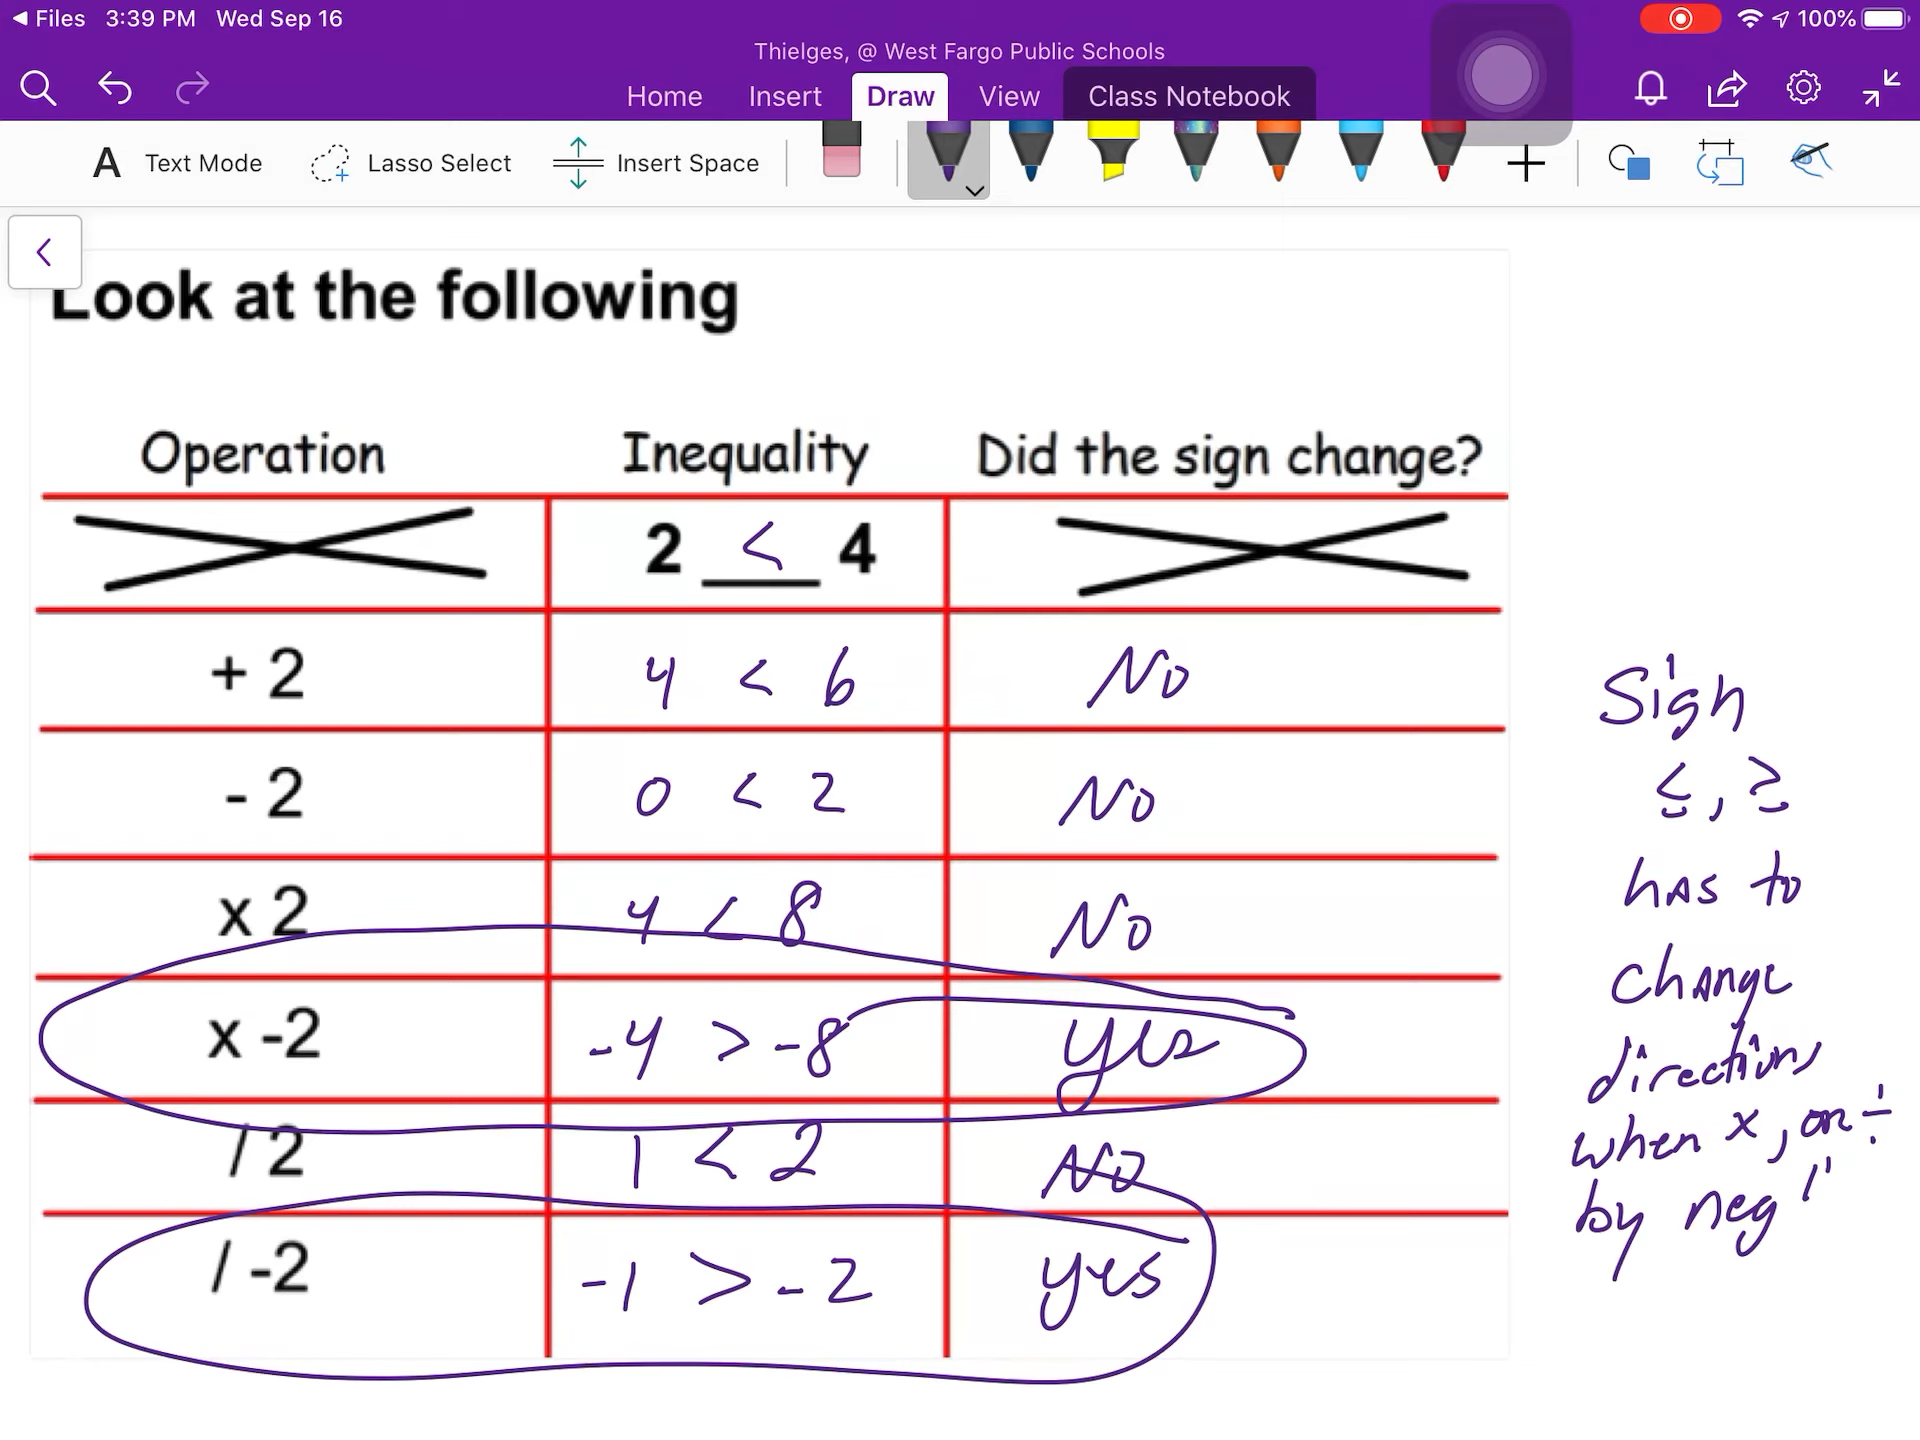 Files 3:39 PM Wed Sep 16 100%
Thielges, @ West Fargo Public Schools
Home Insert Draw View Class Notebook
A Text Mode Lasso Select Insert Space
Look at the following
Operation Inequality Did the sign change?
2 < 4
+ 2 4 < 6 No
- 2 0 < 2 No
x 2 4 < 8 No
x -2 -4 > -8 yes
/ 2 1 < 2 No
/ -2 -1 > -2 yes
Sign
≤, ≥
has to
change
directions
when x, or ÷
by neg